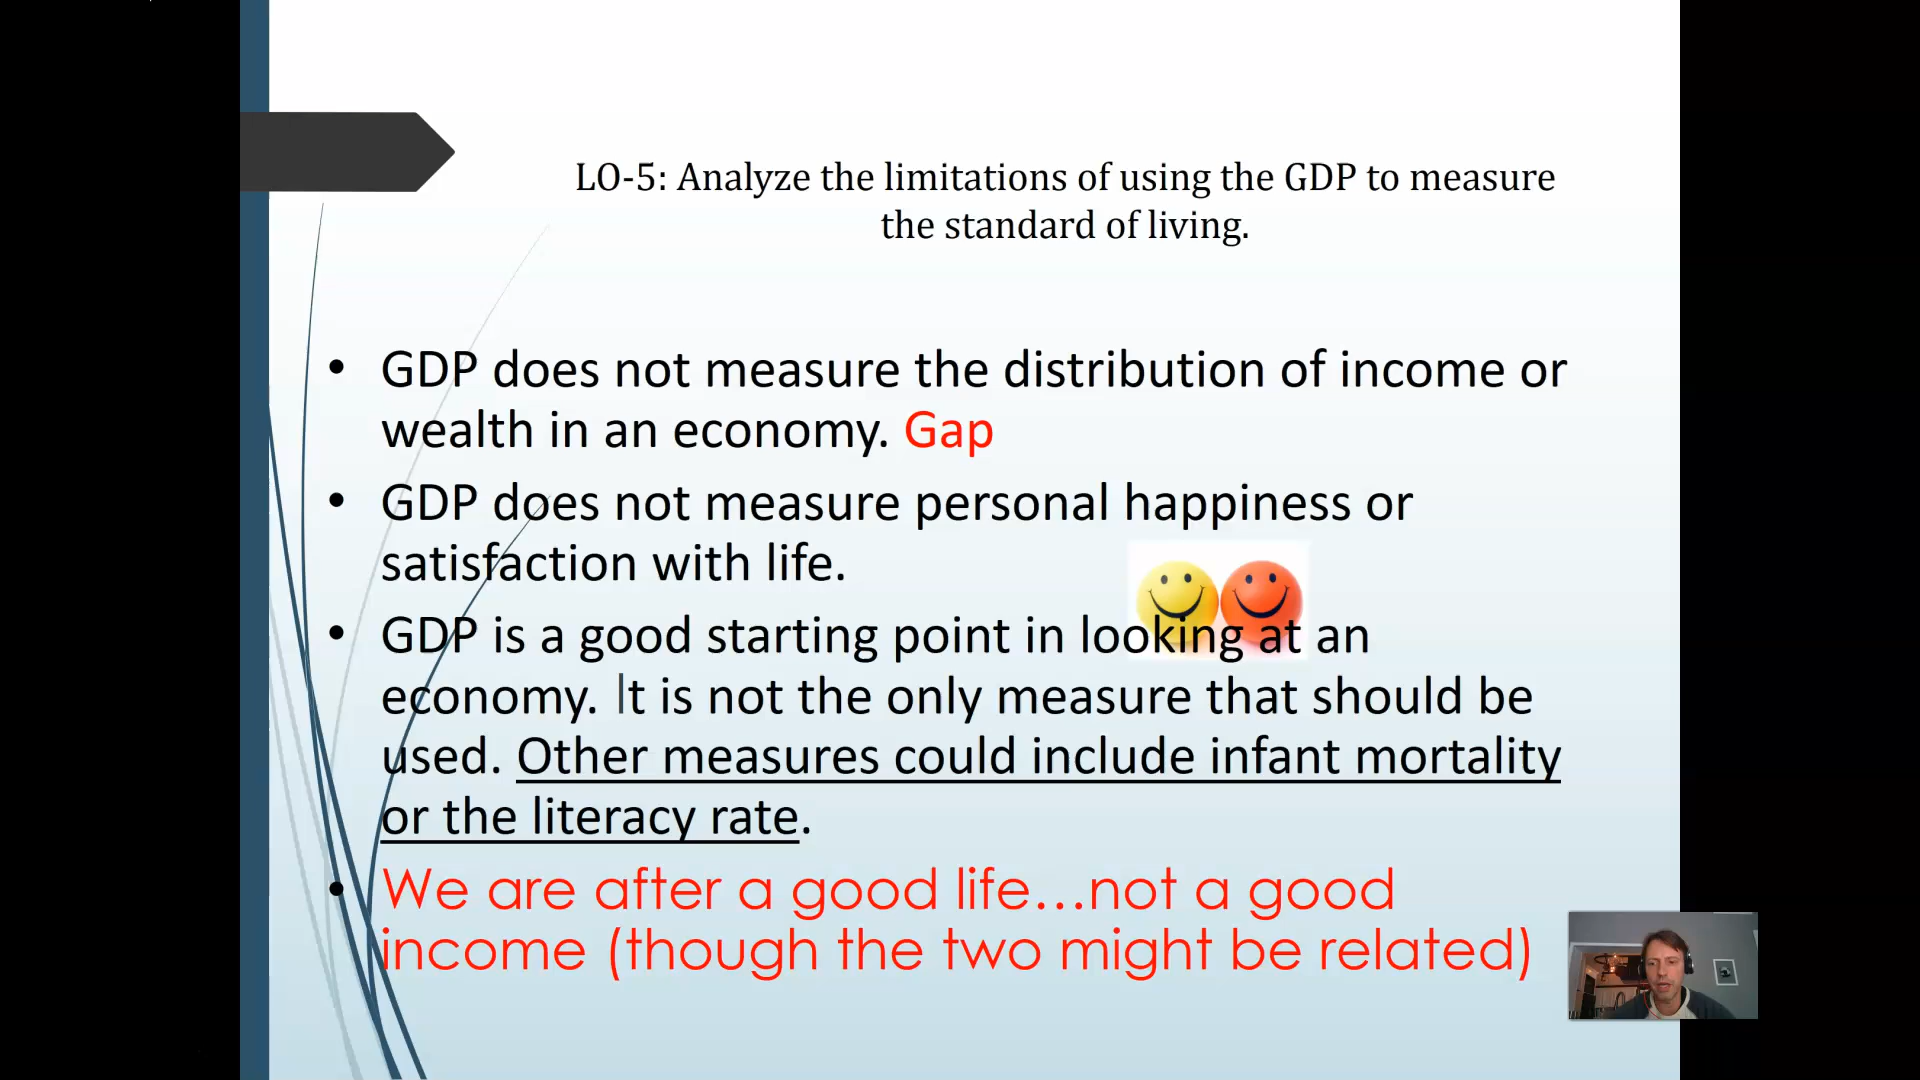 LO-5: Analyze the limitations of using the GDP to measure
the standard of living.
• GDP does not measure the distribution of income or
wealth in an economy. Gap
• GDP does not measure personal happiness or
satisfaction with life.
• GDP is a good starting point in looking at an
economy. It is not the only measure that should be
used. Other measures could include infant mortality
or the literacy rate.
• We are after a good life...not a good
income (though the two might be related)